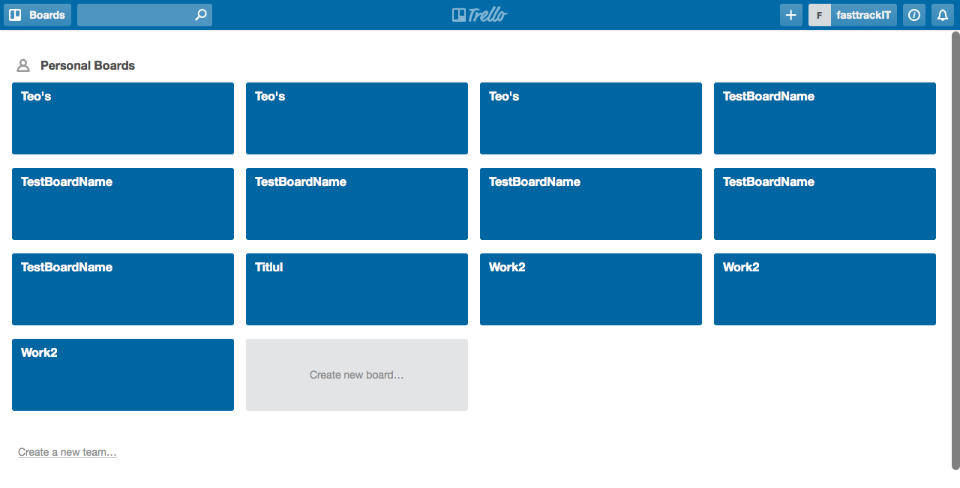 Boards Trello + F fasttrackIT
Personal Boards
Teo's Teo's Teo's TestBoardName
TestBoardName TestBoardName TestBoardName TestBoardName
TestBoardName Titlul Work2 Work2
Work2 Create new board…
Create a new team…